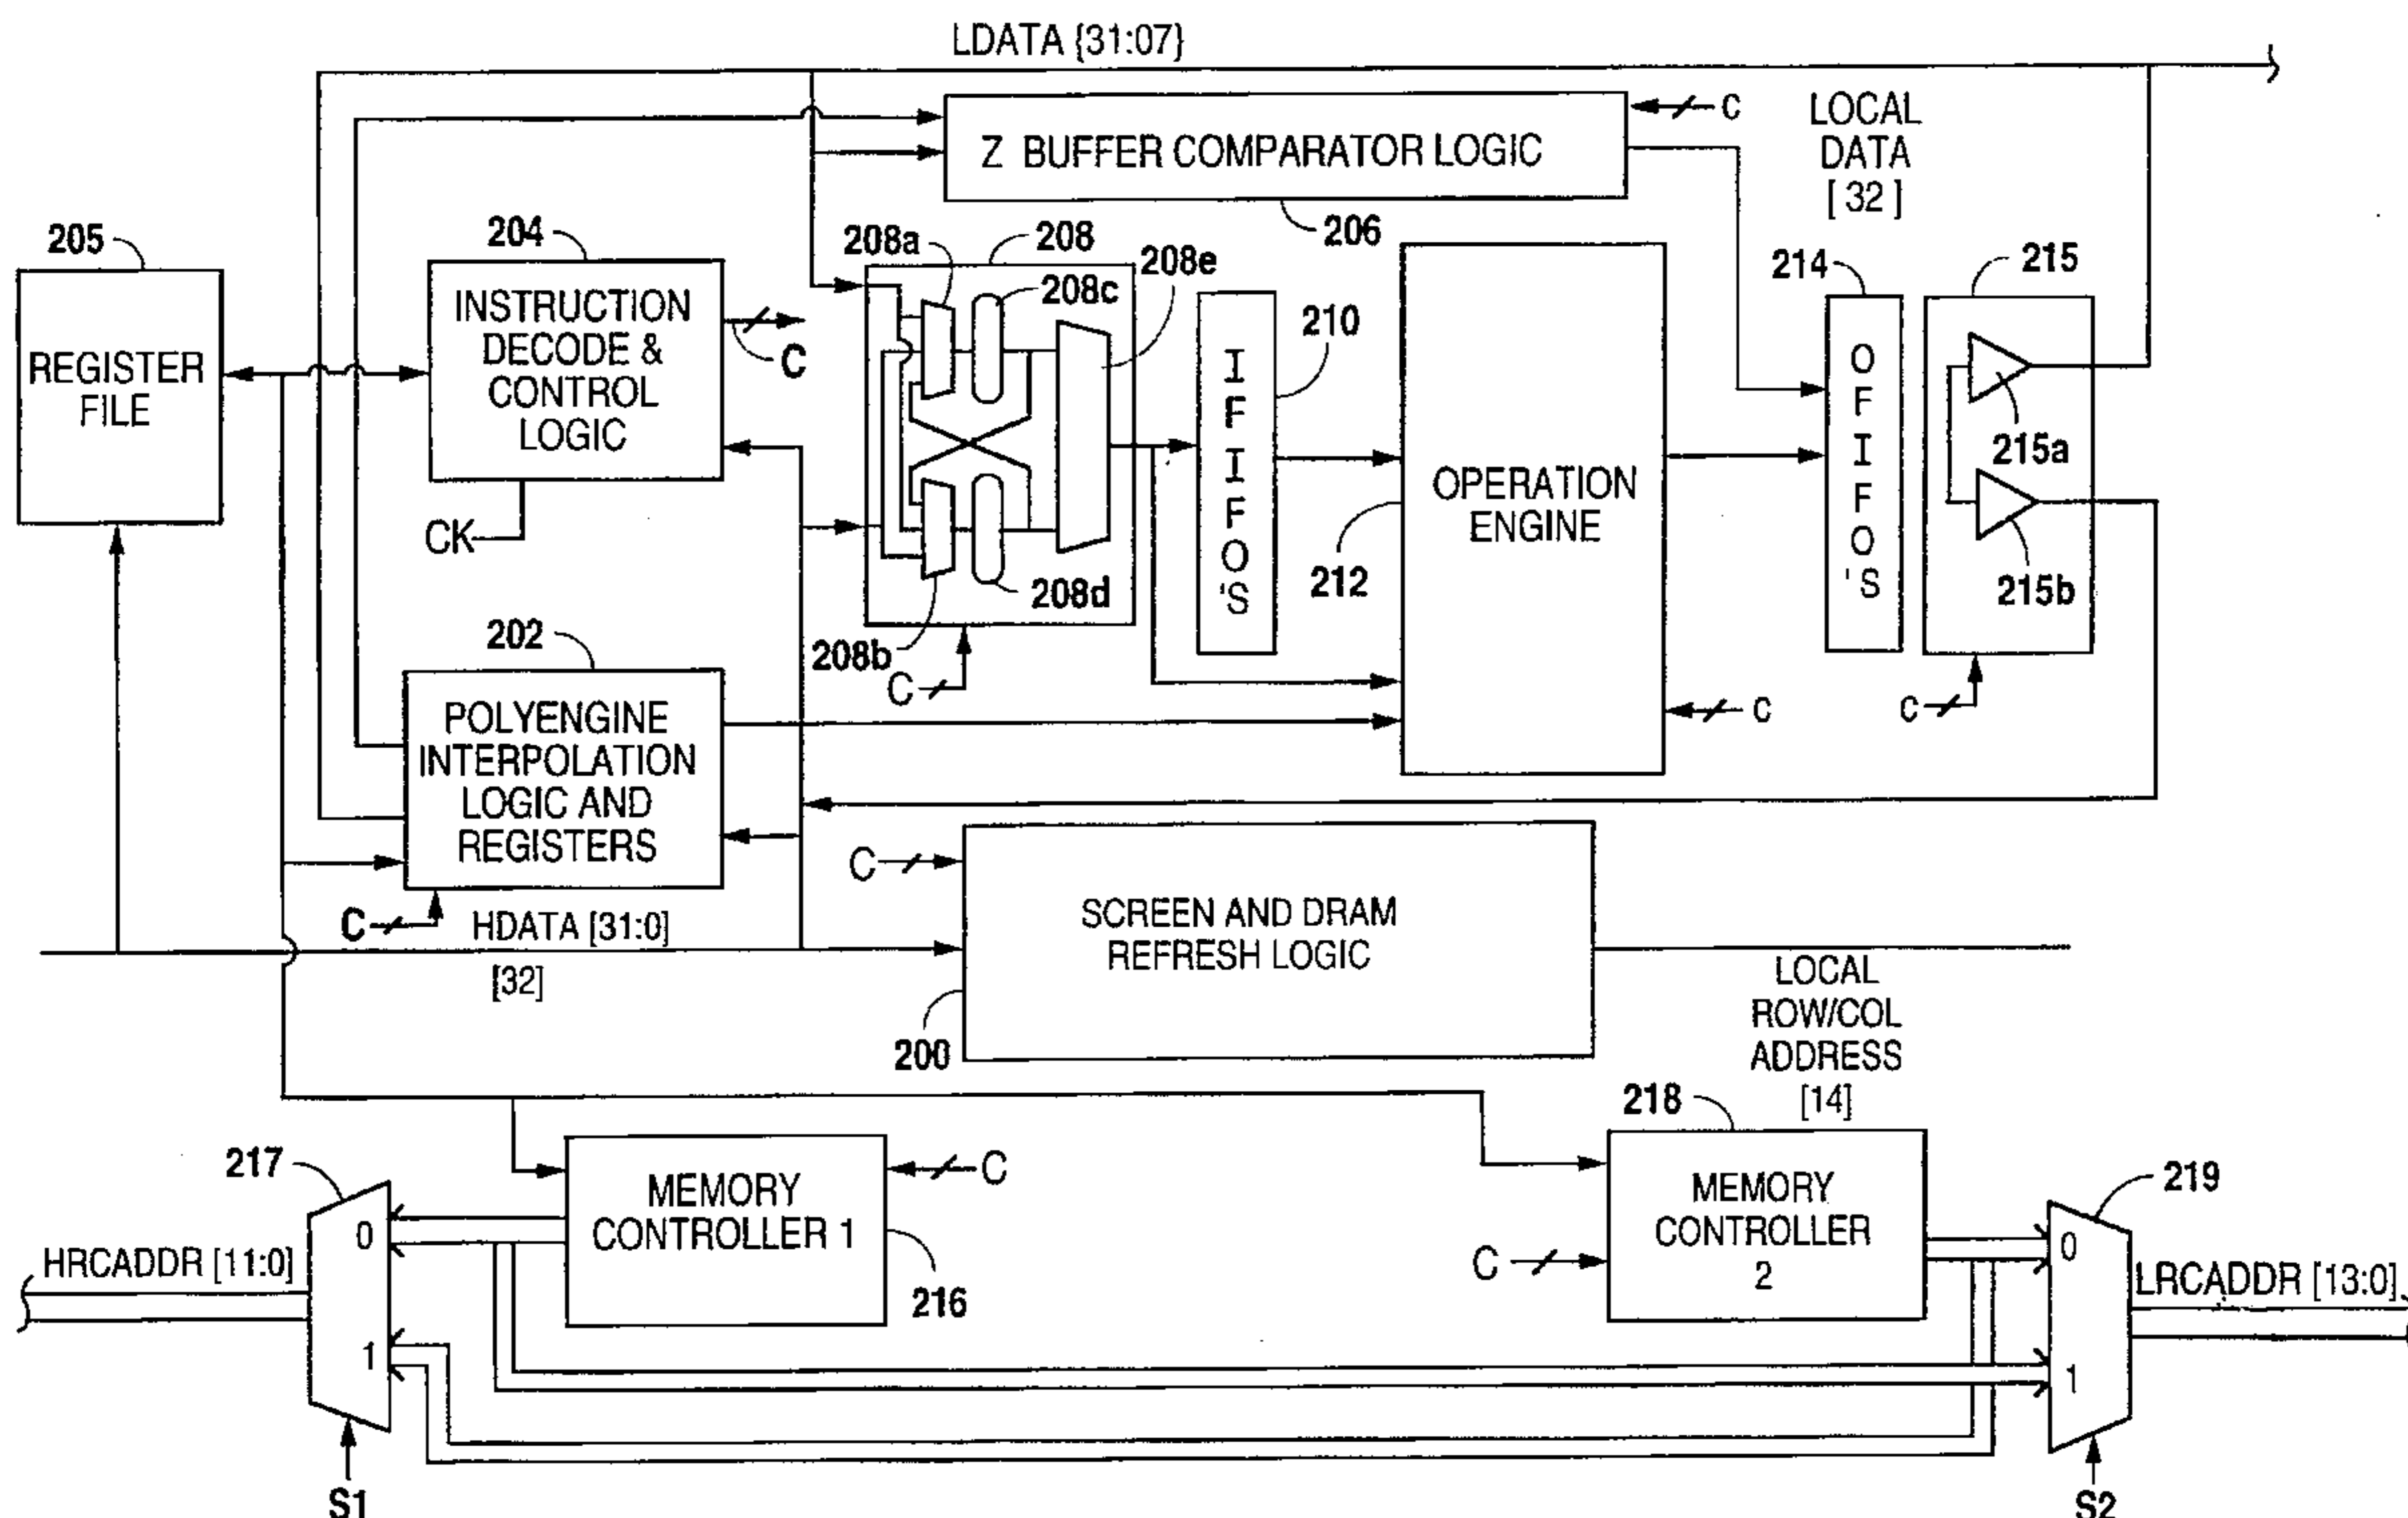 LDATA {31:07}
C
LOCAL
DATA
[ 32 ]
Z BUFFER COMPARATOR LOGIC
206
205
204
208a
208
208e
208c
214
215
REGISTER
FILE
INSTRUCTION
DECODE &
CONTROL
LOGIC
C
CK
210
I
F
I
F
O
'S
OPERATION
ENGINE
212
O
F
I
F
O
'S
215a
215b
208d
208b
C
C
C
202
POLYENGINE
INTERPOLATION
LOGIC AND
REGISTERS
C
HDATA [31:0]
[32]
C
SCREEN AND DRAM
REFRESH LOGIC
200
LOCAL
ROW/COL
ADDRESS
[14]
217
0
1
HRCADDR [11:0]
S1
MEMORY
CONTROLLER 1
C
216
218
MEMORY
CONTROLLER
2
C
219
0
1
LRCADDR [13:0]
S2